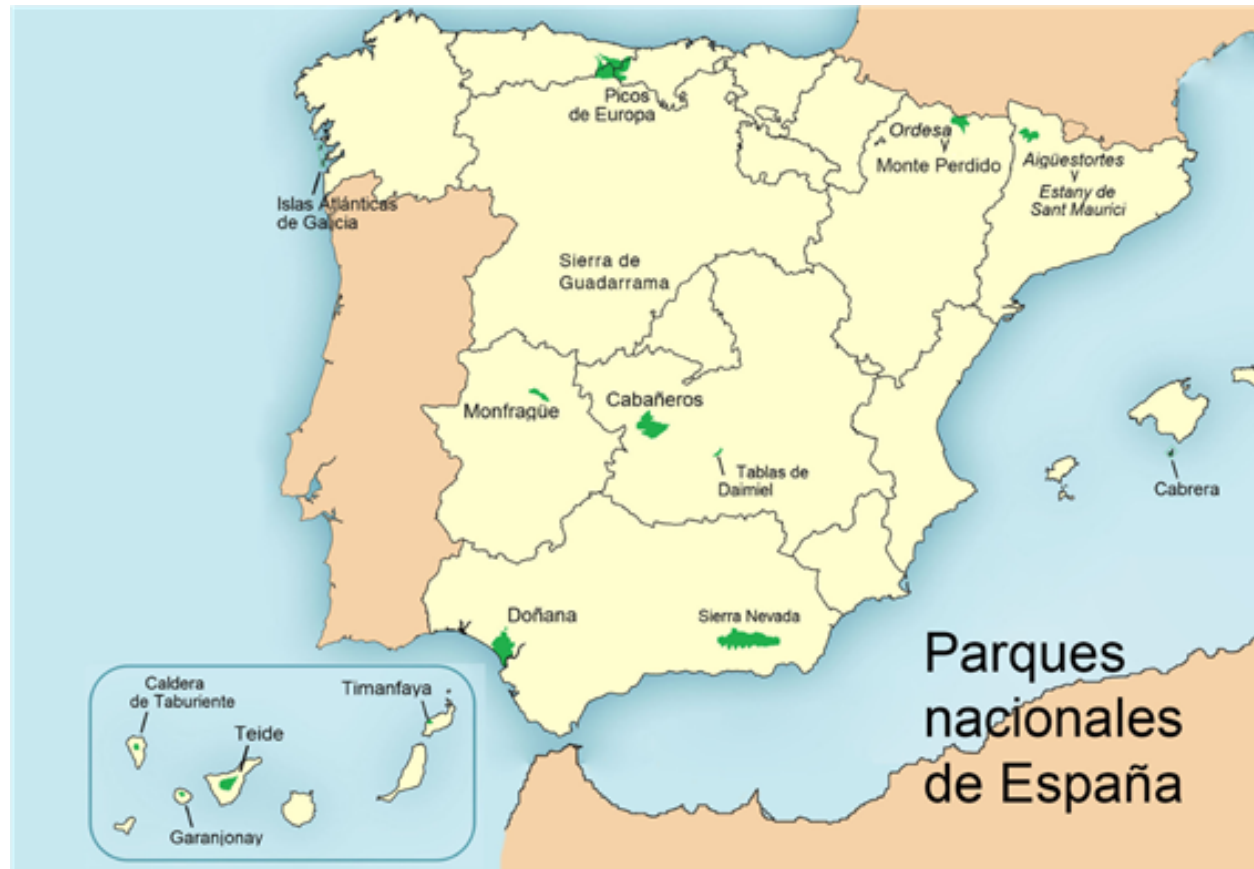 Picos
de Europa
Ordesa
y
Monte Perdido
Aigüestortes
y
Estany de
Sant Maurici
Islas Atlánticas
de Galicia
Sierra de
Guadarrama
Monfragüe
Cabañeros
Tablas de
Daimiel
Cabrera
Doñana
Sierra Nevada
Parques
nacionales
de España
Caldera
de Taburiente
Timanfaya
Teide
Garanjonay